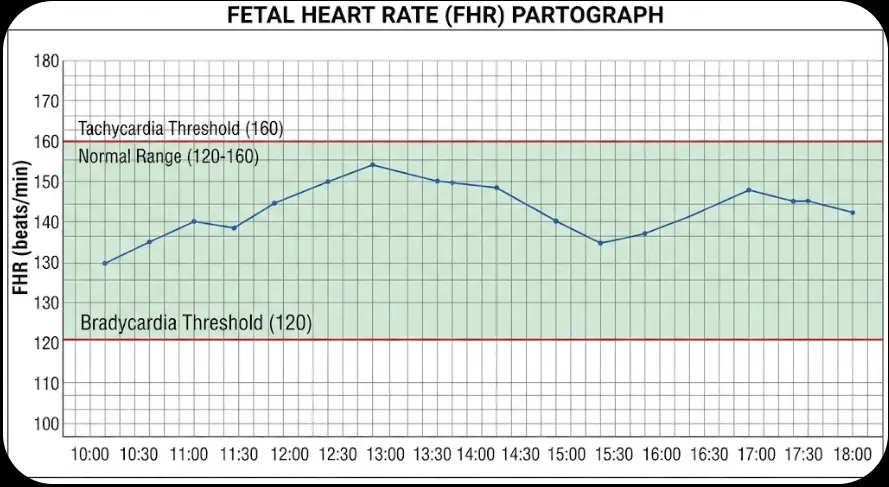 FETAL HEART RATE (FHR) PARTOGRAPH
FHR (beats/min)
180
170
160
150
140
130
130
120
110
100
Tachycardia Threshold (160)
Normal Range (120-160)
Bradycardia Threshold (120)
10:00 10:30 11:00 11:30 12:00 12:30 13:00 13:30 14:00 14:30 15:00 15:30 16:00 16:30 17:00 17:30 18:00